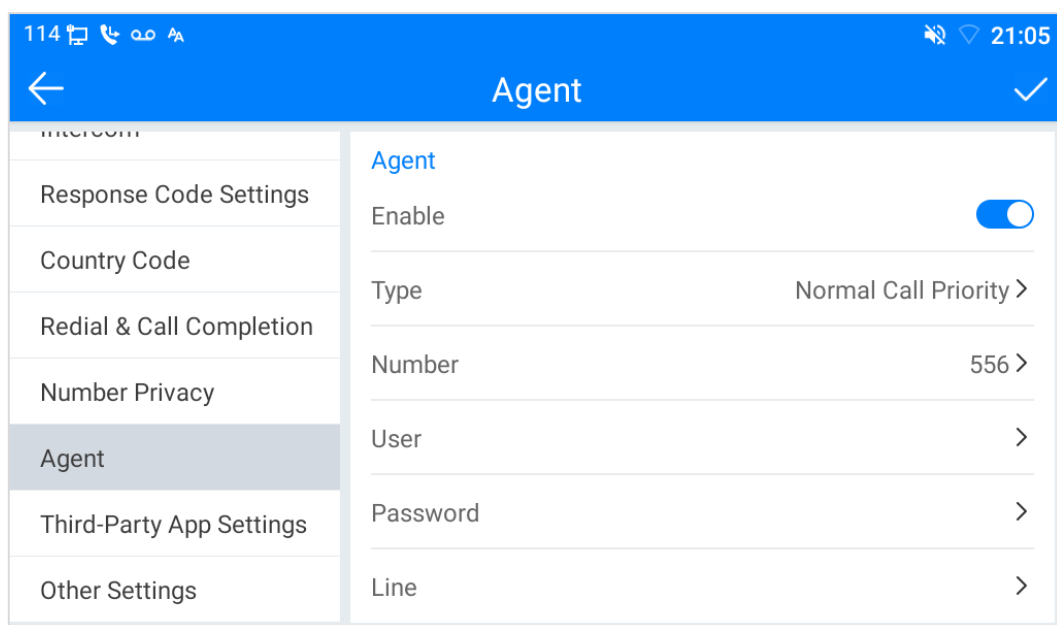 114 21:05
Agent
Intercom
Response Code Settings
Country Code
Redial & Call Completion
Number Privacy
Agent
Third-Party App Settings
Other Settings
Agent
Enable
Type Normal Call Priority
Number 556
User
Password
Line